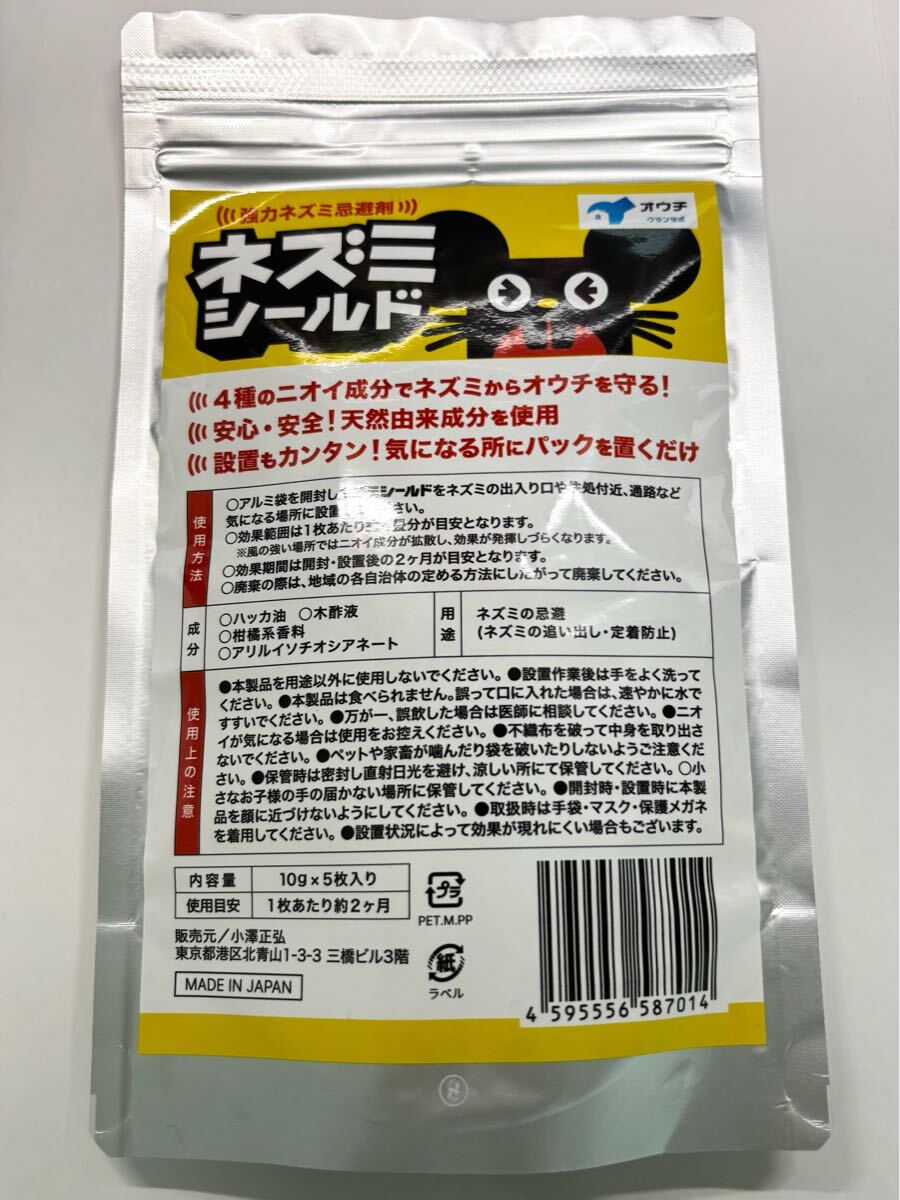 強力ネズミ忌避剤
オウチ
クランラボ
ネズミ
シールド
4種のニオイ成分でネズミからオウチを守る!
安心・安全!天然由来成分を使用
設置もカンタン!気になる所にパックを置くだけ
使用方法
○アルミ袋を開封し シールドをネズミの出入り口や住処付近、通路など
気になる場所に設置 さい。
○効果範囲は1枚あたり 畳分が目安となります。
※風の強い場所ではニオイ成分が拡散し、効果が発揮しづらくなります。
○効果期間は開封・設置後の2ヶ月が目安となります。
○廃棄の際は、地域の各自治体の定める方法にしたがって廃棄してください。
成分
○ハッカ油 ○木酢液
○柑橘系香料
○アリルイソチオシアネート
用途
ネズミの忌避
(ネズミの追い出し・定着防止)
使用上の注意
●本製品を用途以外に使用しないでください。●設置作業後は手をよく洗って
ください。●本製品は食べられません。誤って口に入れた場合は、速やかに水で
すすいでください。●万が一、誤飲した場合は医師に相談してください。●ニオ
イが気になる場合は使用をお控えください。●不織布を破って中身を取り出さ
ないでください。●ペットや家畜が噛んだり袋を破いたりしないようご注意くだ
さい。●保管時は密封し直射日光を避け、涼しい所にて保管してください。○小
さなお子様の手の届かない場所に保管してください。●開封時・設置時に本製
品を顔に近づけないようにしてください。●取扱時は手袋・マスク・保護メガネ
を着用してください。●設置状況によって効果が現れにくい場合もございます。
内容量 10g×5枚入り
使用目安 1枚あたり約2ヶ月
販売元/小澤正弘
東京都港区北青山1-3-3 三橋ビル3階
MADE IN JAPAN
プラ
PET.M.PP
紙
ラベル
4 595556 587014